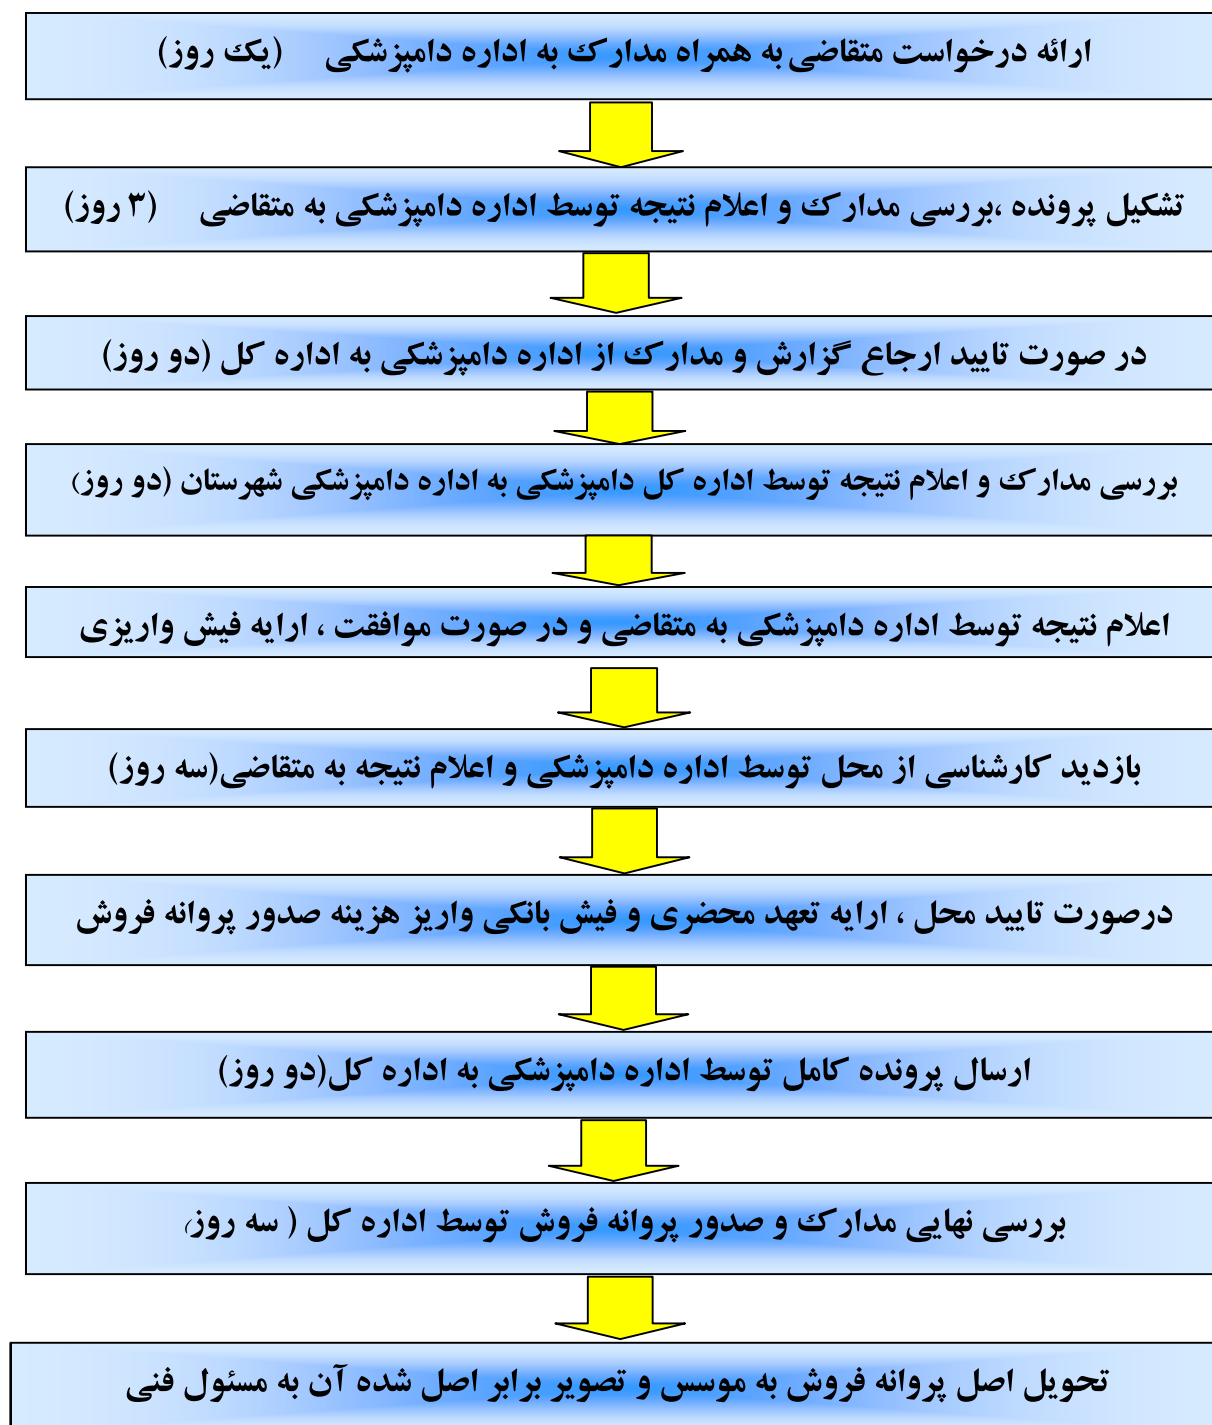 ارائه درخواست متقاضی به همراه مدارک به اداره دامپزشکی (یک روز)
تشکیل پرونده ،بررسی مدارک و اعلام نتیجه توسط اداره دامپزشکی به متقاضی (۳ روز)
در صورت تایید ارجاع گزارش و مدارک از اداره دامپزشکی به اداره کل (دو روز)
بررسی مدارک و اعلام نتیجه توسط اداره کل دامپزشکی به اداره دامپزشکی شهرستان (دو روز)
اعلام نتیجه توسط اداره دامپزشکی به متقاضی و در صورت موافقت ، ارایه فیش واریزی
بازدید کارشناسی از محل توسط اداره دامپزشکی و اعلام نتیجه به متقاضی(سه روز)
درصورت تایید محل ، ارایه تعهد محضری و فیش بانکی واریز هزینه صدور پروانه فروش
ارسال پرونده کامل توسط اداره دامپزشکی به اداره کل(دو روز)
بررسی نهایی مدارک و صدور پروانه فروش توسط اداره کل ( سه روز)
تحویل اصل پروانه فروش به موسس و تصویر برابر اصل شده آن به مسئول فنی